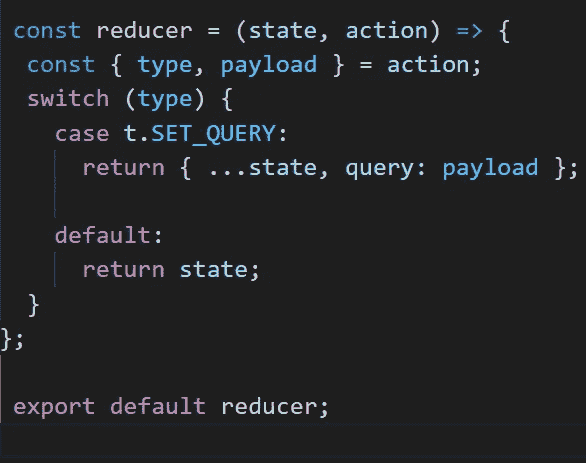 const reducer = (state, action) => {
const { type, payload } = action;
switch (type) {
case t.SET_QUERY:
return { ...state, query: payload };
default:
return state;
}
};
export default reducer;